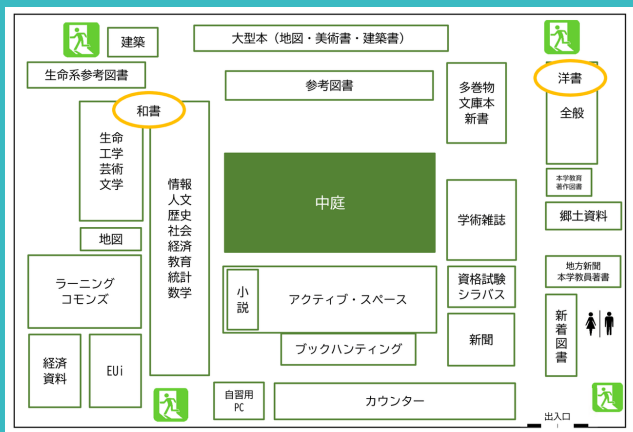 建築
大型本（地図・美術書・建築書）
洋書
生命系参考図書
参考図書
多巻物
文庫本
新書
全般
和書
生命
工学
芸術
文学
情報
人文
歴史
社会
経済
教育
統計
数学
中庭
本学教育
著作図書
学術雑誌
郷土資料
地図
ラーニング
コモンズ
小説
アクティブ・スペース
資格試験
シラバス
地方新聞
本学教員著書
新着図書
ブックハンティング
新聞
経済
資料
EUi
自習用
PC
カウンター
出入口